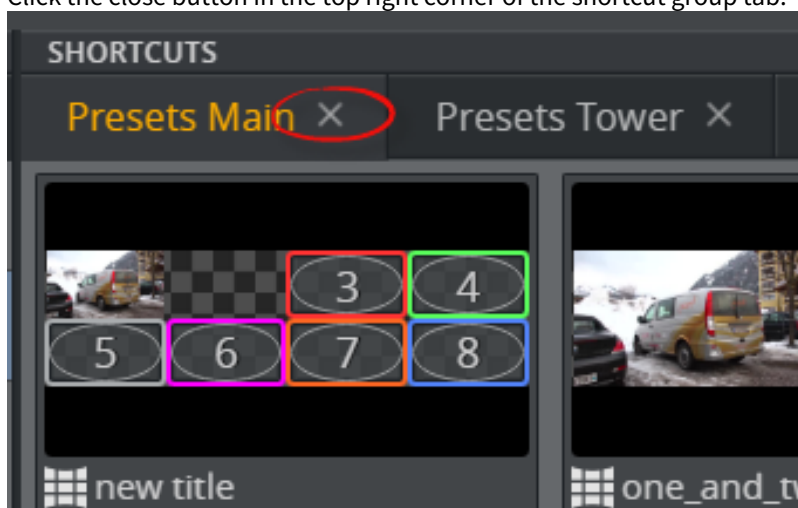 Click the close button in the top right corner of the shortcut group tab.
SHORTCUTS
Presets Main × Presets Tower ×
3 4
5 6 7 8
new title one_and_tw